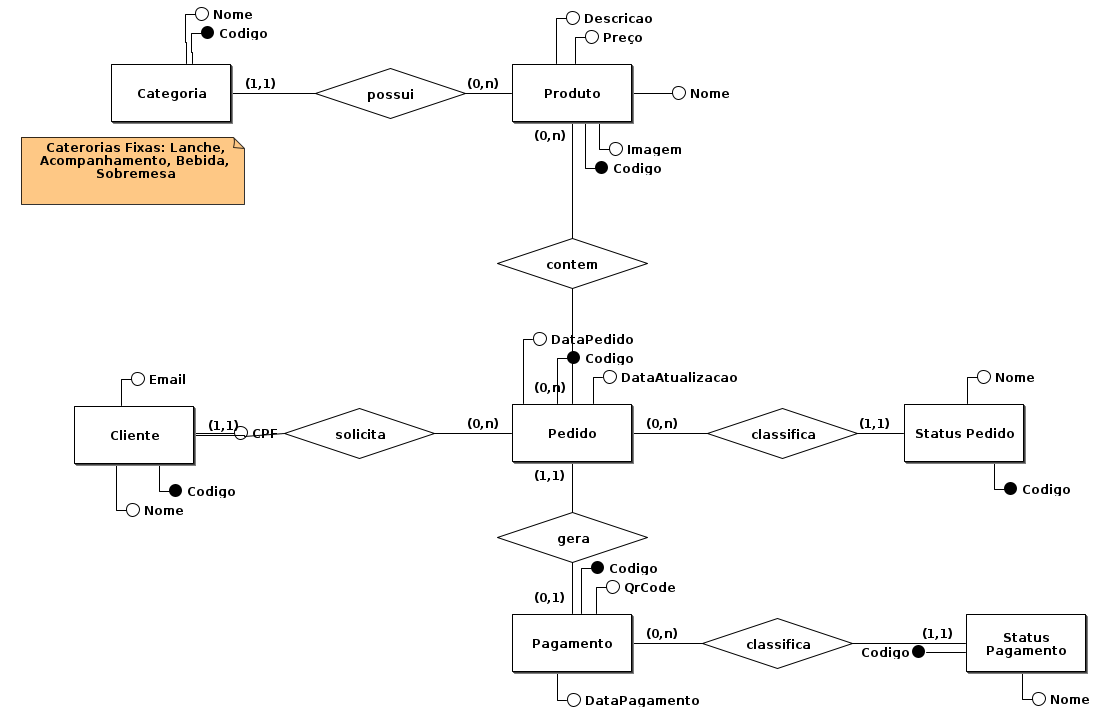 Nome
Codigo
Descricao
Preço
Categoria
(1,1)
possui
(0,n)
Produto
Nome
(0,n)
Imagem
Codigo
Caterorias Fixas: Lanche,
Acompanhamento, Bebida,
Sobremesa
contem
DataPedido
Codigo
DataAtualizacao
(0,n)
Email
Nome
Cliente
(1,1)
CPF
solicita
(0,n)
Pedido
(0,n)
classifica
(1,1)
Status Pedido
Codigo
Nome
Codigo
(1,1)
gera
Codigo
QrCode
(0,1)
Pagamento
(0,n)
classifica
(1,1)
Codigo
Status
Pagamento
DataPagamento
Nome